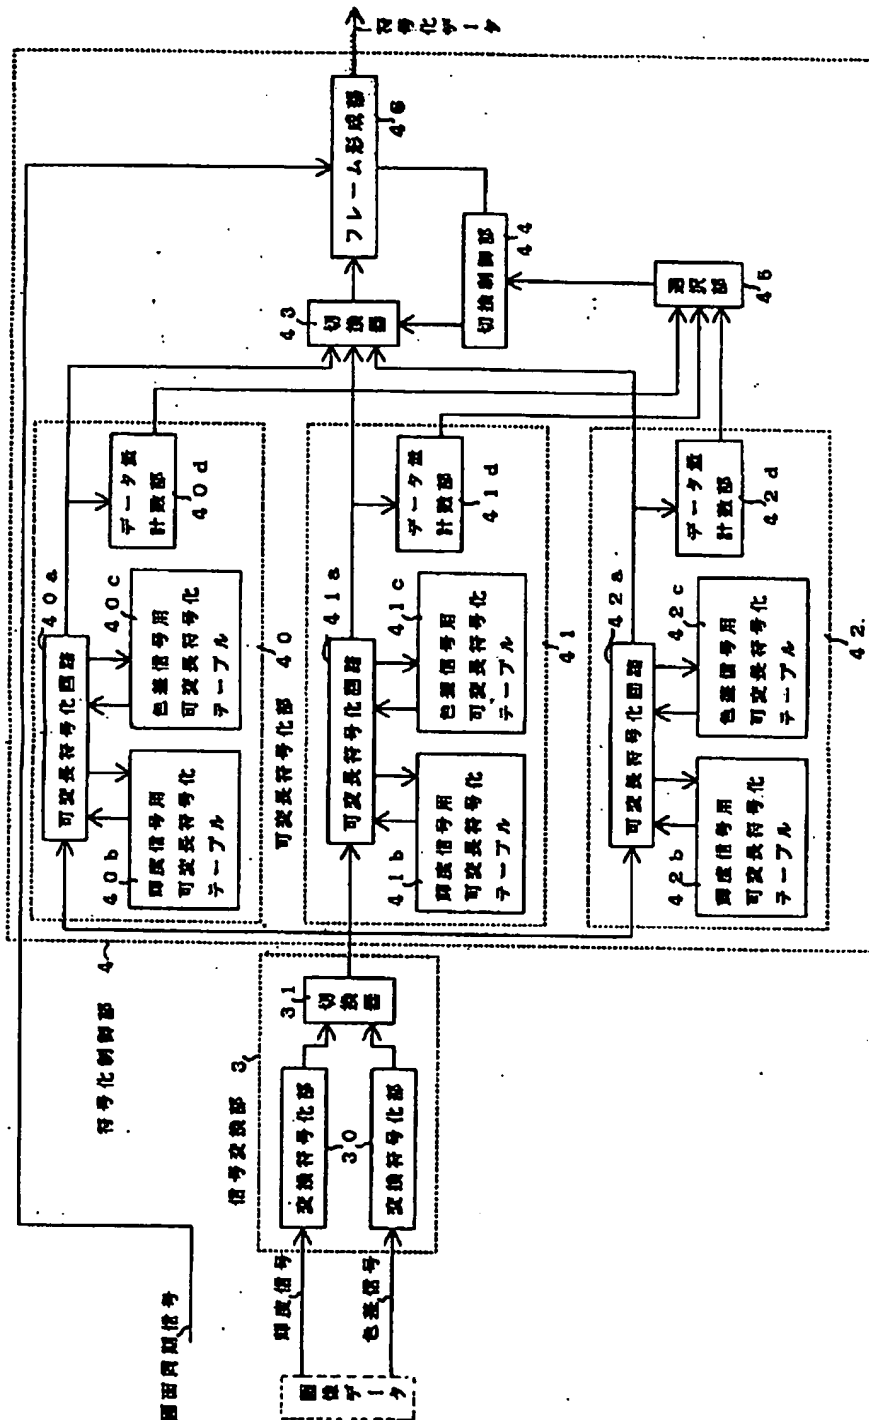 画面同期信号
画像データ
輝度信号
色差信号
信号変換部 3
変換符号化部
30
変換符号化部
31
切換器
符号化制御部 4
40a
可変長符号化回路
40b
輝度信号用
可変長符号化
テーブル
40c
色差信号用
可変長符号化
テーブル
データ量
計数部
40d
可変長符号化部 40
41a
可変長符号化回路
41b
輝度信号用
可変長符号化
テーブル
41c
色差信号用
可変長符号化
テーブル
データ量
計数部
41d
41
42a
可変長符号化回路
42b
輝度信号用
可変長符号化
テーブル
42c
色差信号用
可変長符号化
テーブル
データ量
計数部
42d
42
43
切換器
切換制御部
44
選択部
45
フレーム形成部
46
符号化データ